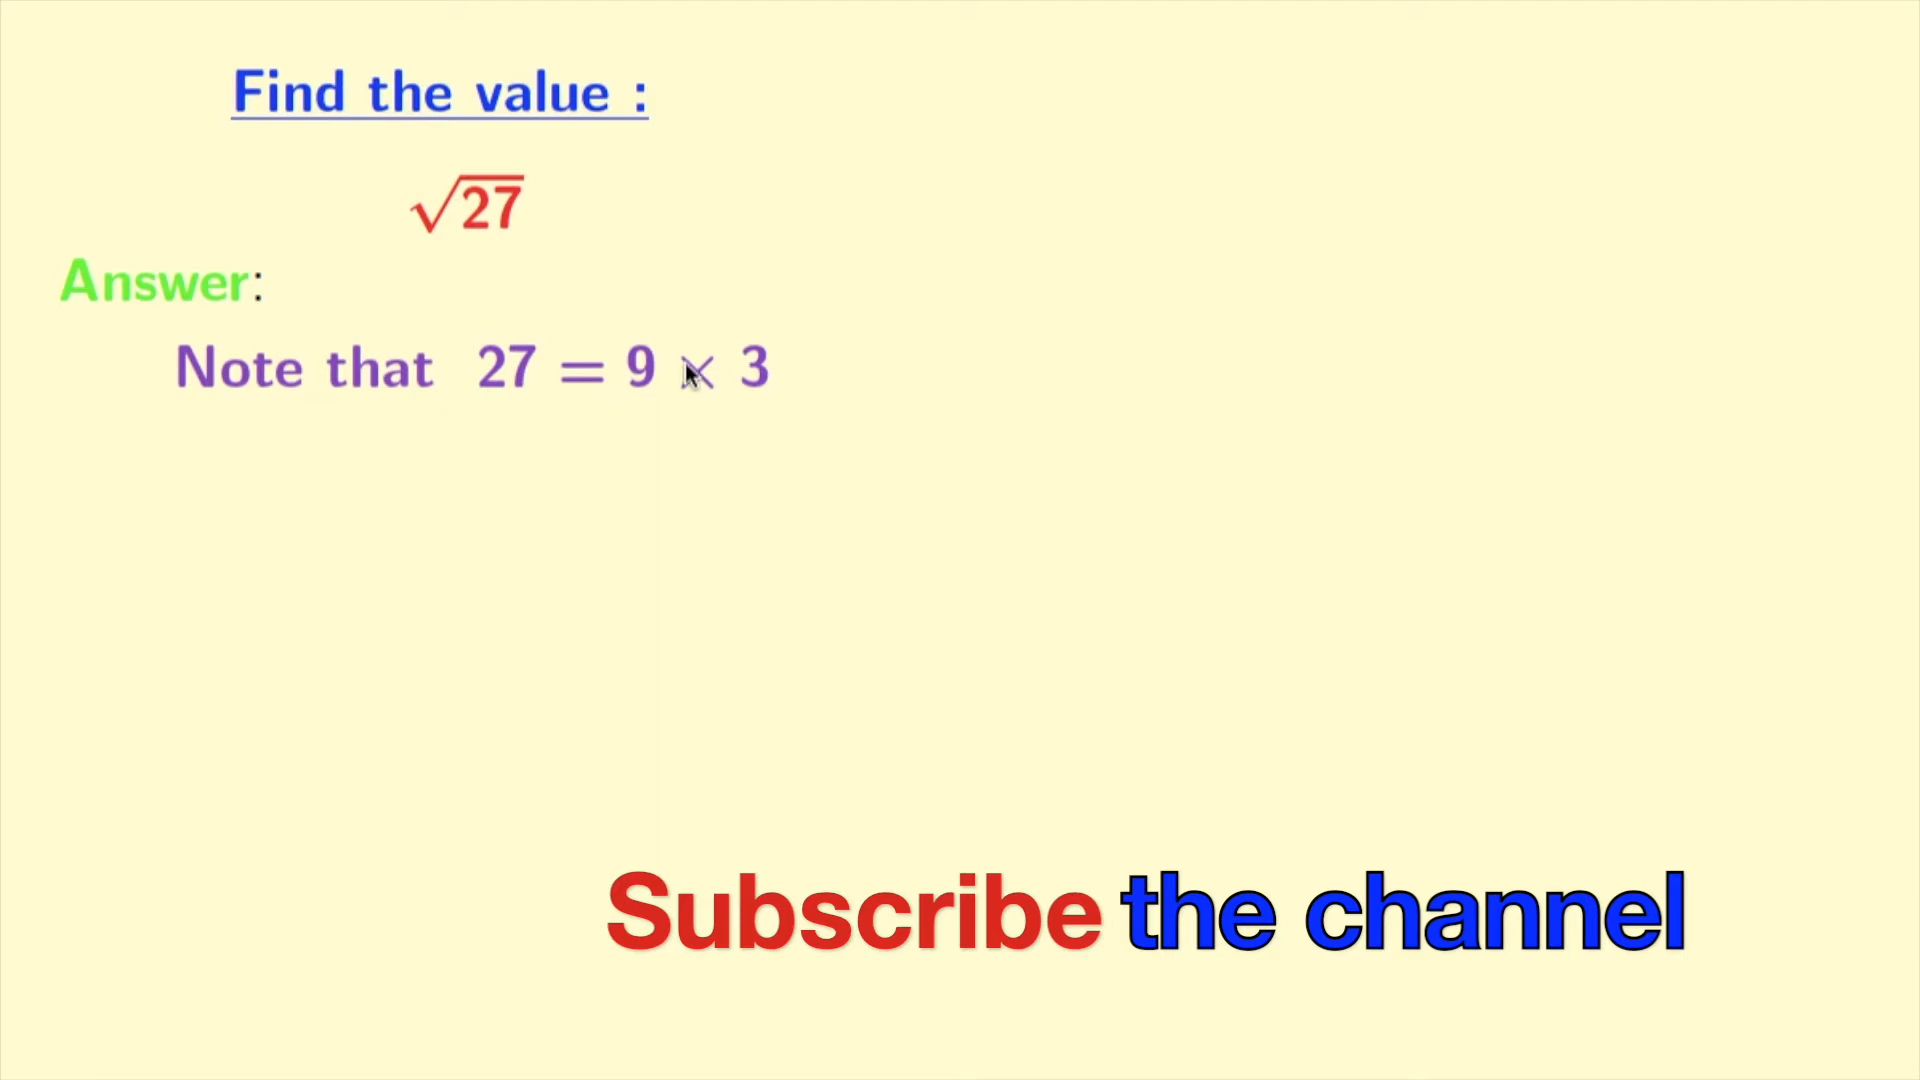 Find the value :
√27
Answer:
Note that 27 = 9 × 3
Subscribe the channel